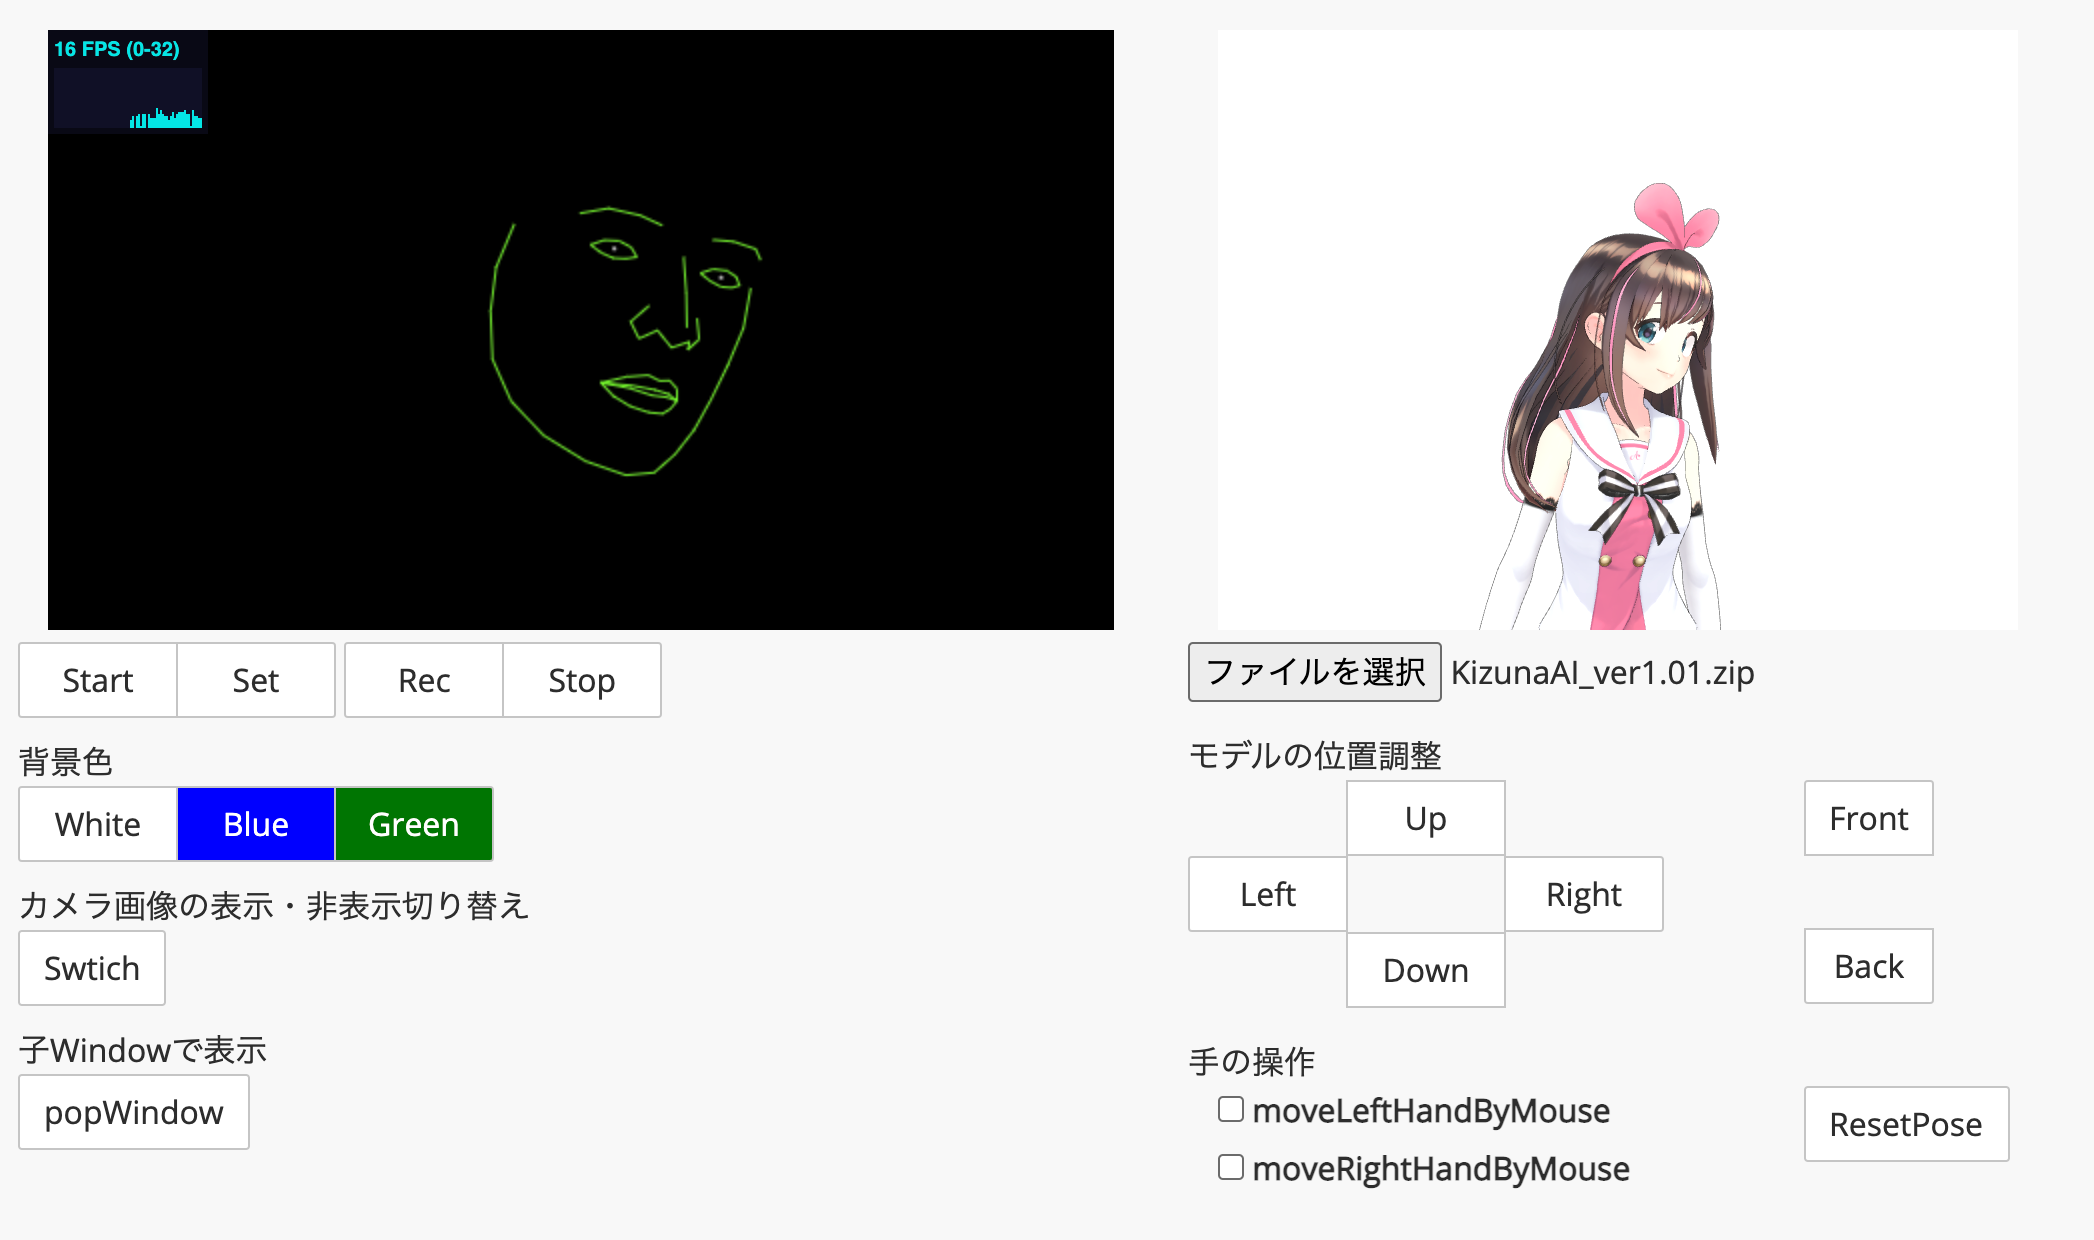 16 FPS (0-32)
Start Set Rec Stop
背景色
White Blue Green
カメラ画像の表示・非表示切り替え
Swtich
子Windowで表示
popWindow
ファイルを選択 KizunaAI_ver1.01.zip
モデルの位置調整
Up
Front
Left
Right
Down
Back
手の操作
moveLeftHandByMouse
moveRightHandByMouse
ResetPose